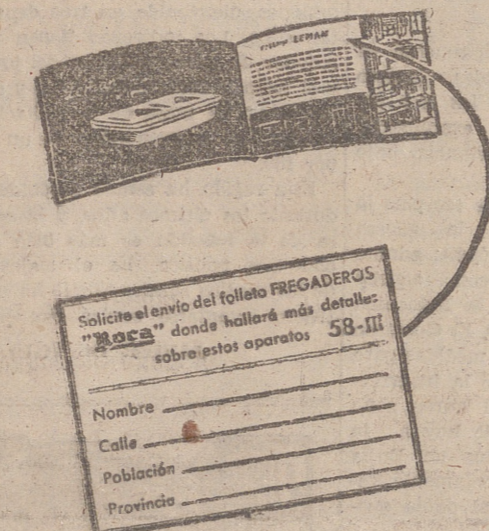 Solicite el envío del folleto FREGADEROS
"Roca" donde hallará más detalles
sobre estos aparatos 58-III
Nombre
Calle
Población
Provincia